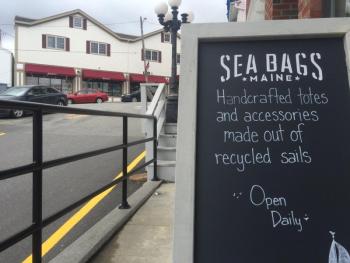 SEA BAGS
MAINE
Handcrafted totes
and accessories
made out of
recycled sails
Open
Daily